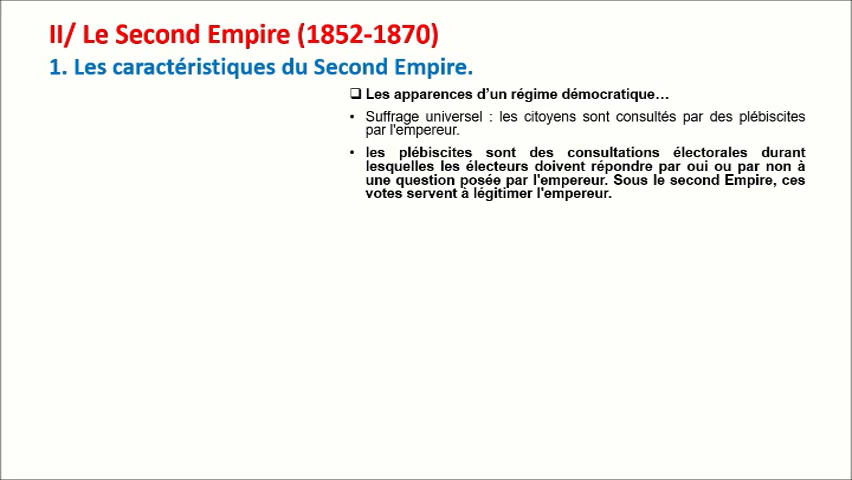 II/ Le Second Empire (1852-1870)
1. Les caractéristiques du Second Empire.
❑ Les apparences d’un régime démocratique…
• Suffrage universel : les citoyens sont consultés par des plébiscites
par l'empereur.
• les plébiscites sont des consultations électorales durant
lesquelles les électeurs doivent répondre par oui ou par non à
une question posée par l'empereur. Sous le second Empire, ces
votes servent à légitimer l'empereur.